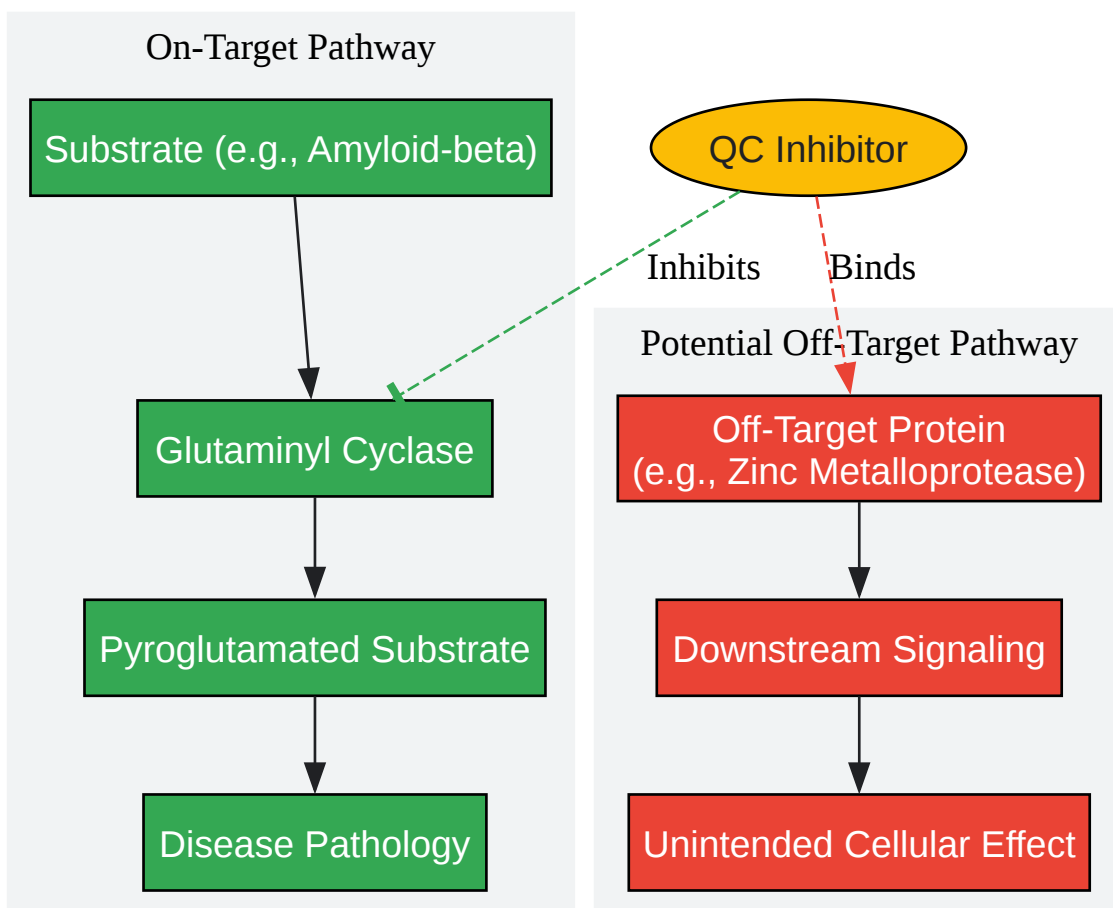 On-Target Pathway
Substrate (e.g., Amyloid-beta)
QC Inhibitor
Inhibits
Binds
Potential Off-Target Pathway
Glutaminyl Cyclase
Off-Target Protein
(e.g., Zinc Metalloprotease)
Pyroglutamated Substrate
Downstream Signaling
Disease Pathology
Unintended Cellular Effect